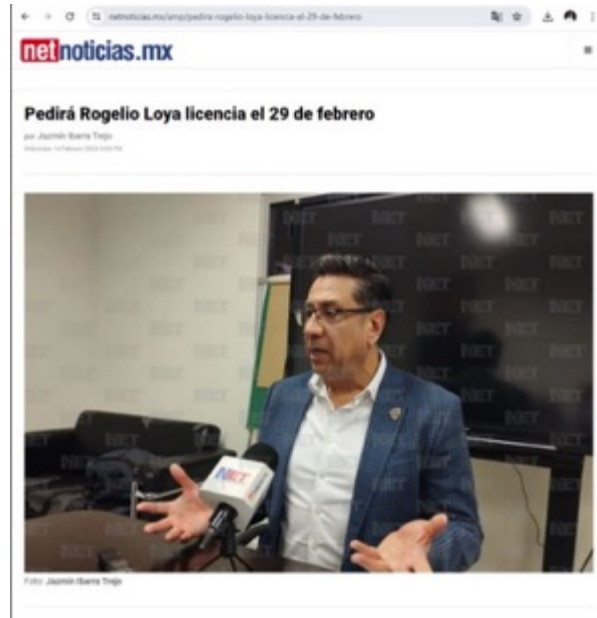 netnoticias.mx/amp/pedira-rogelio-loya-licencia-el-29-de-febrero
netnoticias.mx
Pedirá Rogelio Loya licencia el 29 de febrero
por Jazmín Ibarra Trejo
NET
Foto: Jazmín Ibarra Trejo